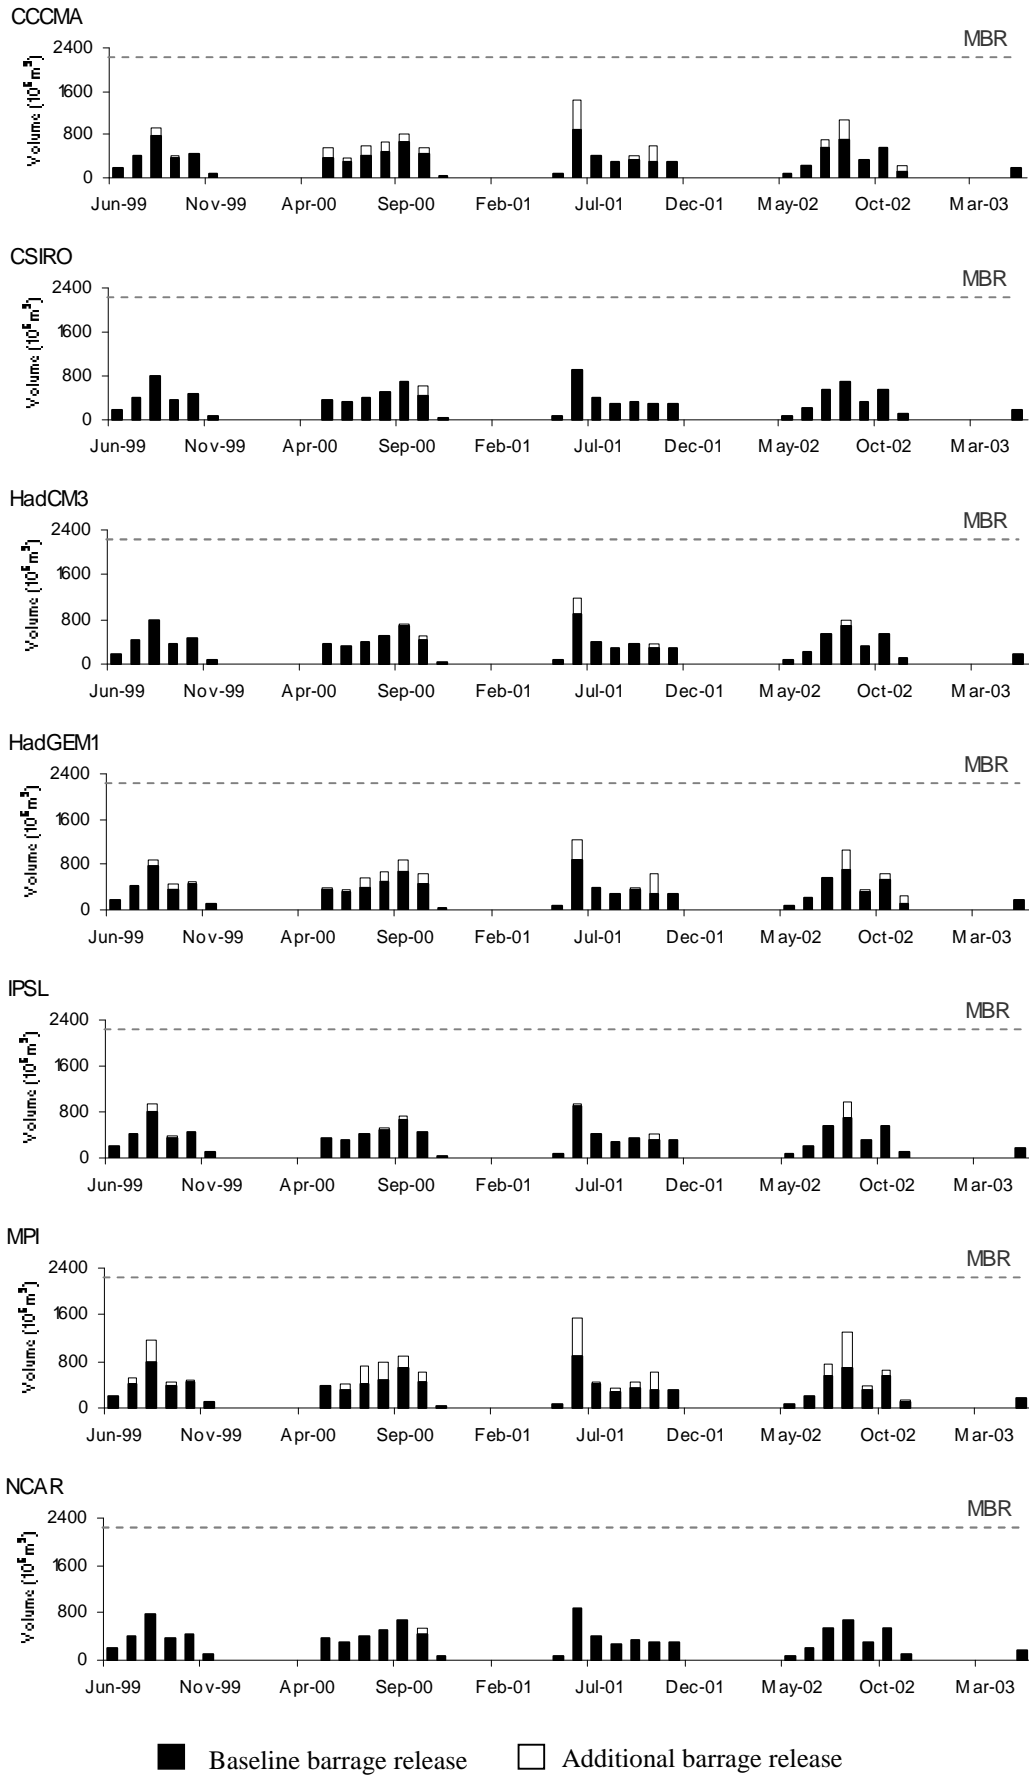 CCCMA
MBR
Volume (10⁶m³)
2400
1600
800
0
Jun-99 Nov-99 Apr-00 Sep-00 Feb-01 Jul-01 Dec-01 May-02 Oct-02 Mar-03
CSIRO
MBR
Volume (10⁶m³)
2400
1600
800
0
Jun-99 Nov-99 Apr-00 Sep-00 Feb-01 Jul-01 Dec-01 May-02 Oct-02 Mar-03
HadCM3
MBR
Volume (10⁶m³)
2400
1600
800
0
Jun-99 Nov-99 Apr-00 Sep-00 Feb-01 Jul-01 Dec-01 May-02 Oct-02 Mar-03
HadGEM1
MBR
Volume (10⁶m³)
2400
1600
800
0
Jun-99 Nov-99 Apr-00 Sep-00 Feb-01 Jul-01 Dec-01 May-02 Oct-02 Mar-03
IPSL
MBR
Volume (10⁶m³)
2400
1600
800
0
Jun-99 Nov-99 Apr-00 Sep-00 Feb-01 Jul-01 Dec-01 May-02 Oct-02 Mar-03
MPI
MBR
Volume (10⁶m³)
2400
1600
800
0
Jun-99 Nov-99 Apr-00 Sep-00 Feb-01 Jul-01 Dec-01 May-02 Oct-02 Mar-03
NCAR
MBR
Volume (10⁶m³)
2400
1600
800
0
Jun-99 Nov-99 Apr-00 Sep-00 Feb-01 Jul-01 Dec-01 May-02 Oct-02 Mar-03
Baseline barrage release Additional barrage release